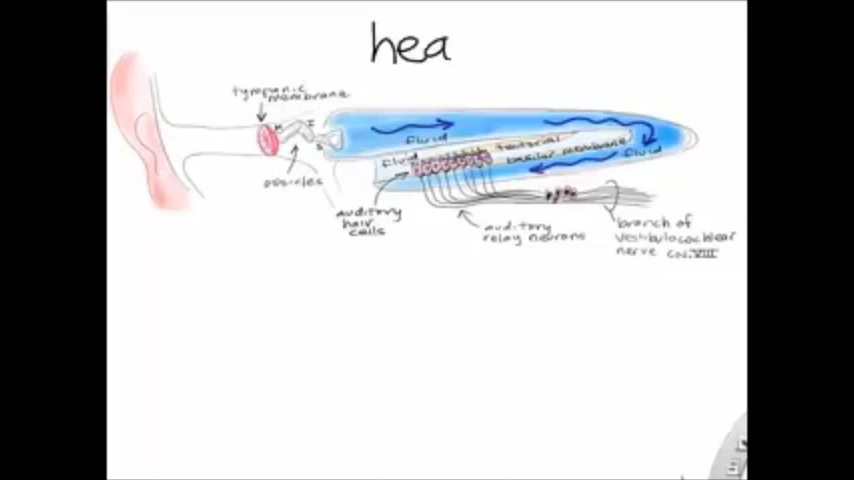 hea
tympanic
membrane
M
I
S
fluid
fluid
tectorial
basilar membrane
fluid
ossicles
auditory
hair
cells
auditory
relay neurons
branch of
vestibulocochlear
nerve CN.VIII